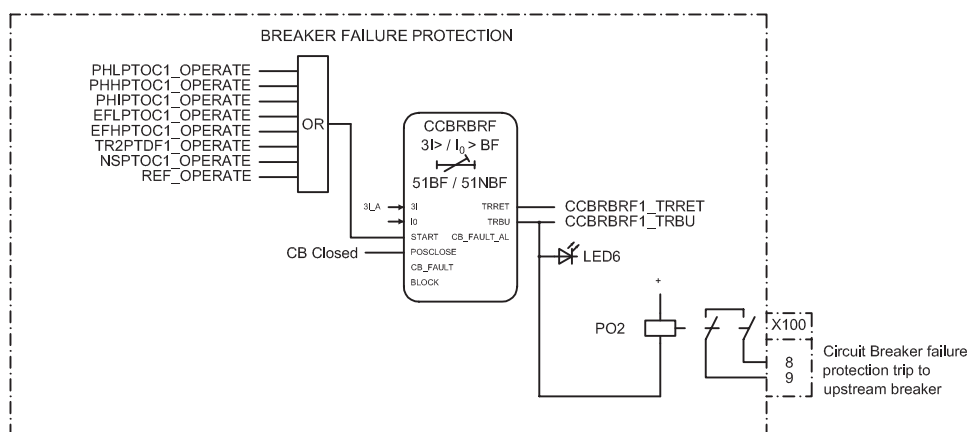 BREAKER FAILURE PROTECTION
PHLPTOC1_OPERATE
PHHPTOC1_OPERATE
PHIPTOC1_OPERATE
EFLPTOC1_OPERATE
EFHPTOC1_OPERATE
TR2PTDF1_OPERATE
NSPTOC1_OPERATE
REF_OPERATE
OR
CCBRBRF
3I> / I0 > BF
51BF / 51NBF
3I_A
3I
I0
START
POSCLOSE
CB_FAULT
BLOCK
TRRET
TRBU
CB_FAULT_AL
CB Closed
CCBRBRF1_TRRET
CCBRBRF1_TRBU
LED6
+
PO2
X100
8
9
Circuit Breaker failure
protection trip to
upstream breaker